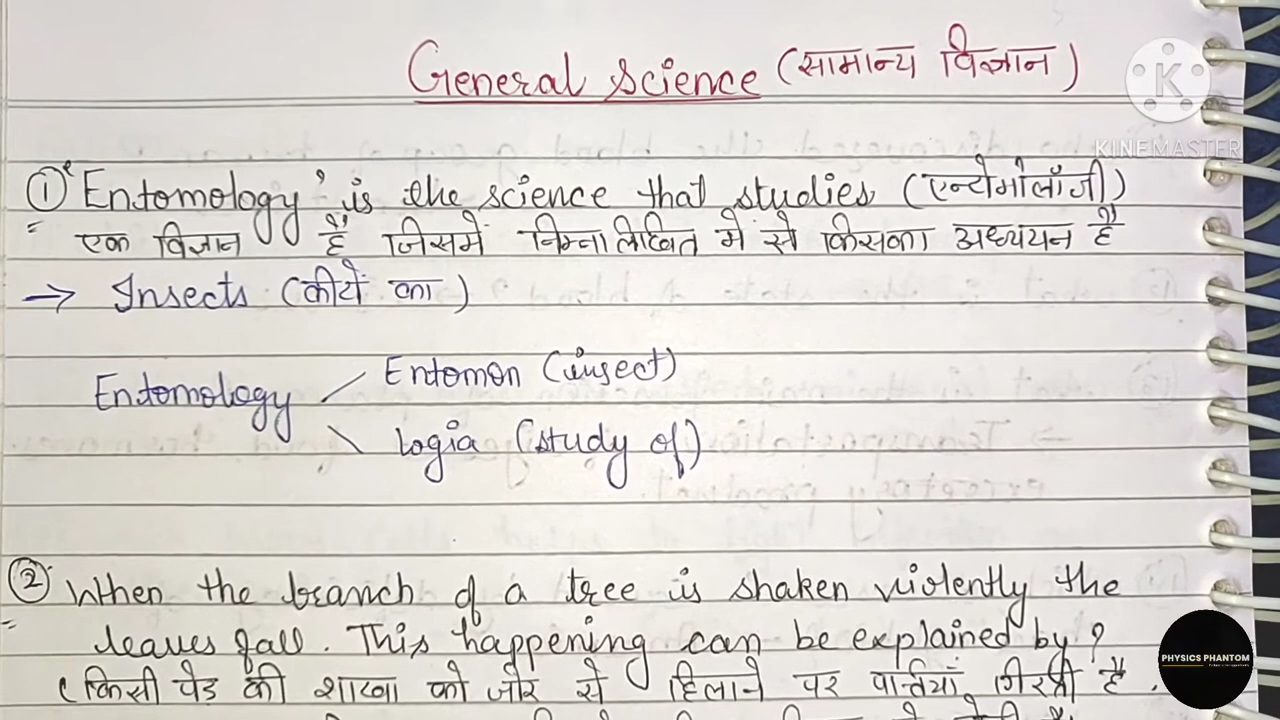 General Science (सामान्य विज्ञान)
K
KINEMASTER
① 'Entomology' is the science that studies (एन्टोमोलॉजी)
एक विज्ञान है जिसमें निम्नलिखित में से किसका अध्ययन है
→ Insects (कीटों का)
Entomology
Entomon (insect)
logia (study of)
② When the branch of a tree is shaken violently the
leaves fall. This happening can be explained by?
(किसी पेड़ की शाखा को जोर से हिलाने पर पत्तियां गिरती है .
PHYSICS PHANTOM